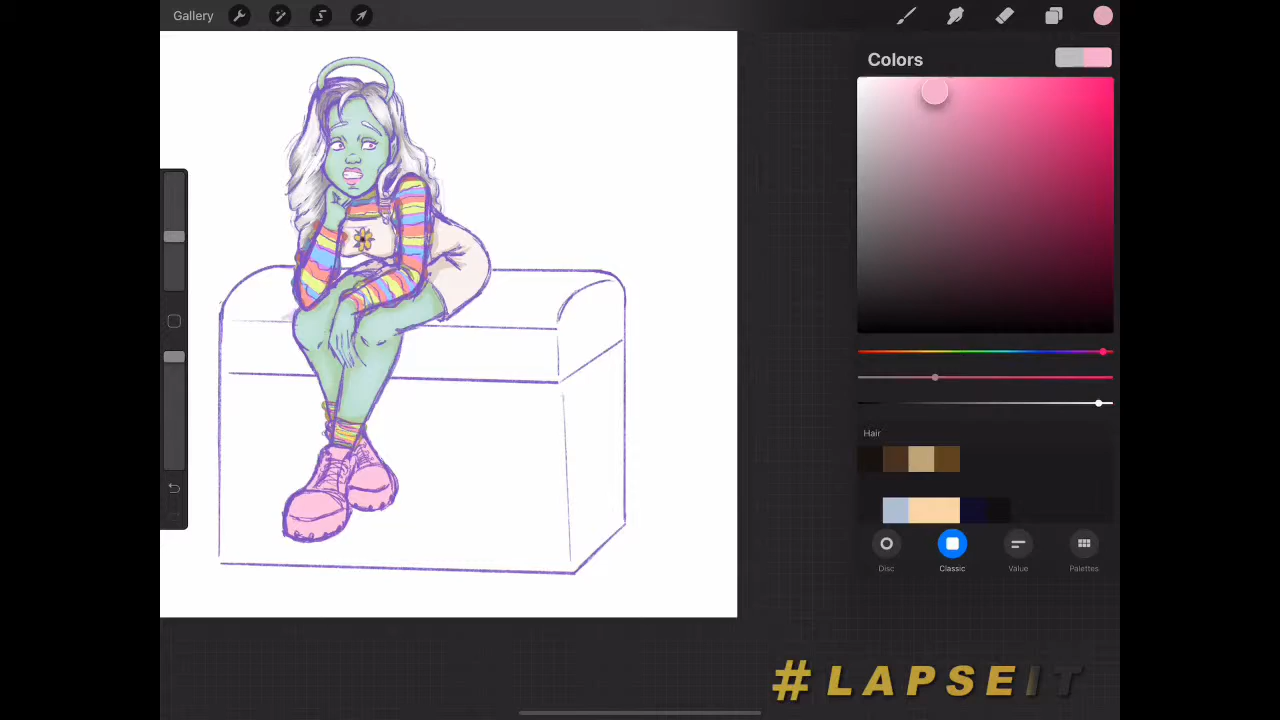 Gallery
Colors
Hair
Disc
Classic
Value
Palettes
#LAPSEIT